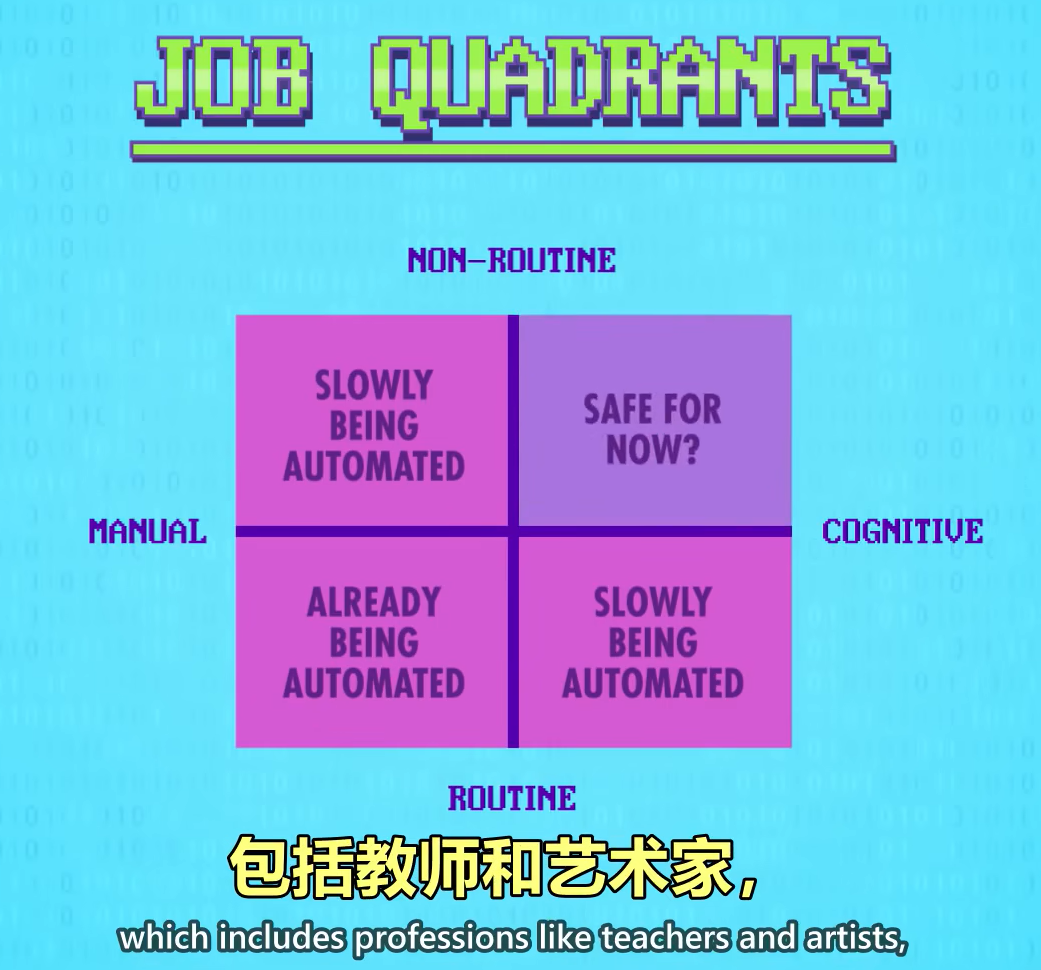 JOB QUADRANTS
NON-ROUTINE
SLOWLY
BEING
AUTOMATED
SAFE FOR
NOW?
MANUAL
COGNITIVE
ALREADY
BEING
AUTOMATED
SLOWLY
BEING
AUTOMATED
ROUTINE
包括教师和艺术家，
which includes professions like teachers and artists,